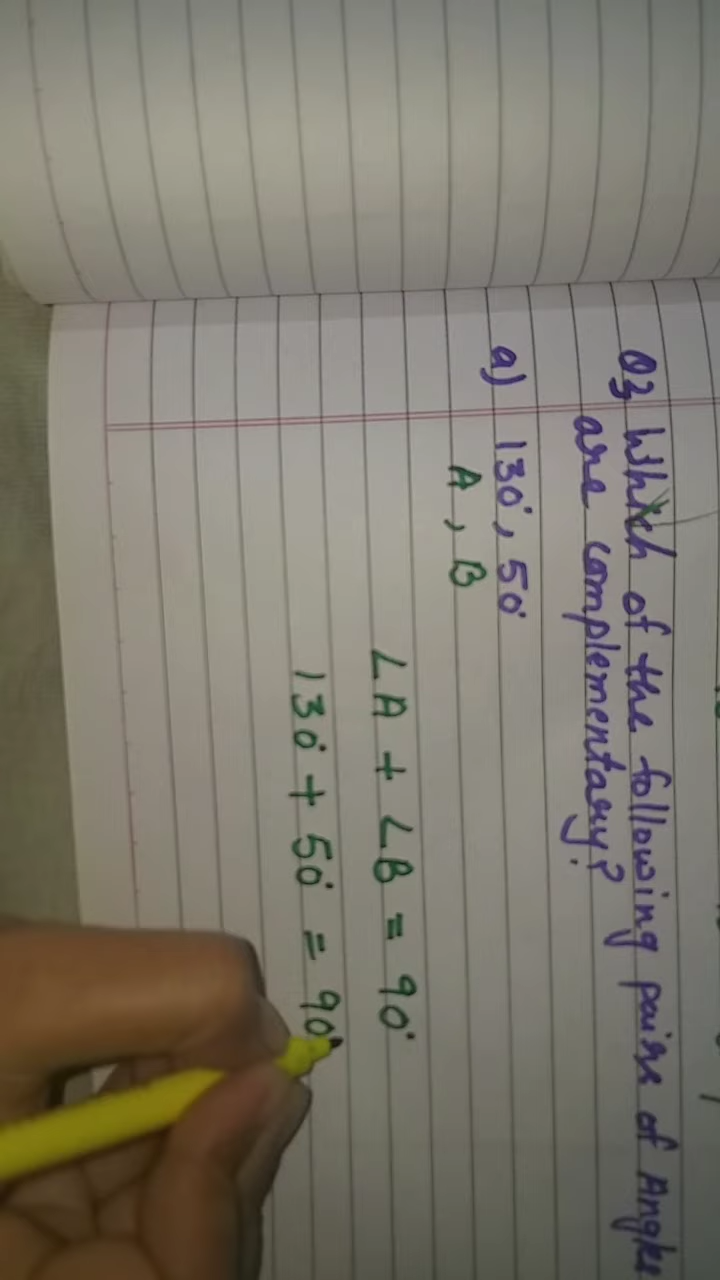 Q3 Which of the following pairs of Angles
are complementary?
a) 130°, 50°
A, B
∠A + ∠B = 90°
130° + 50° = 90°